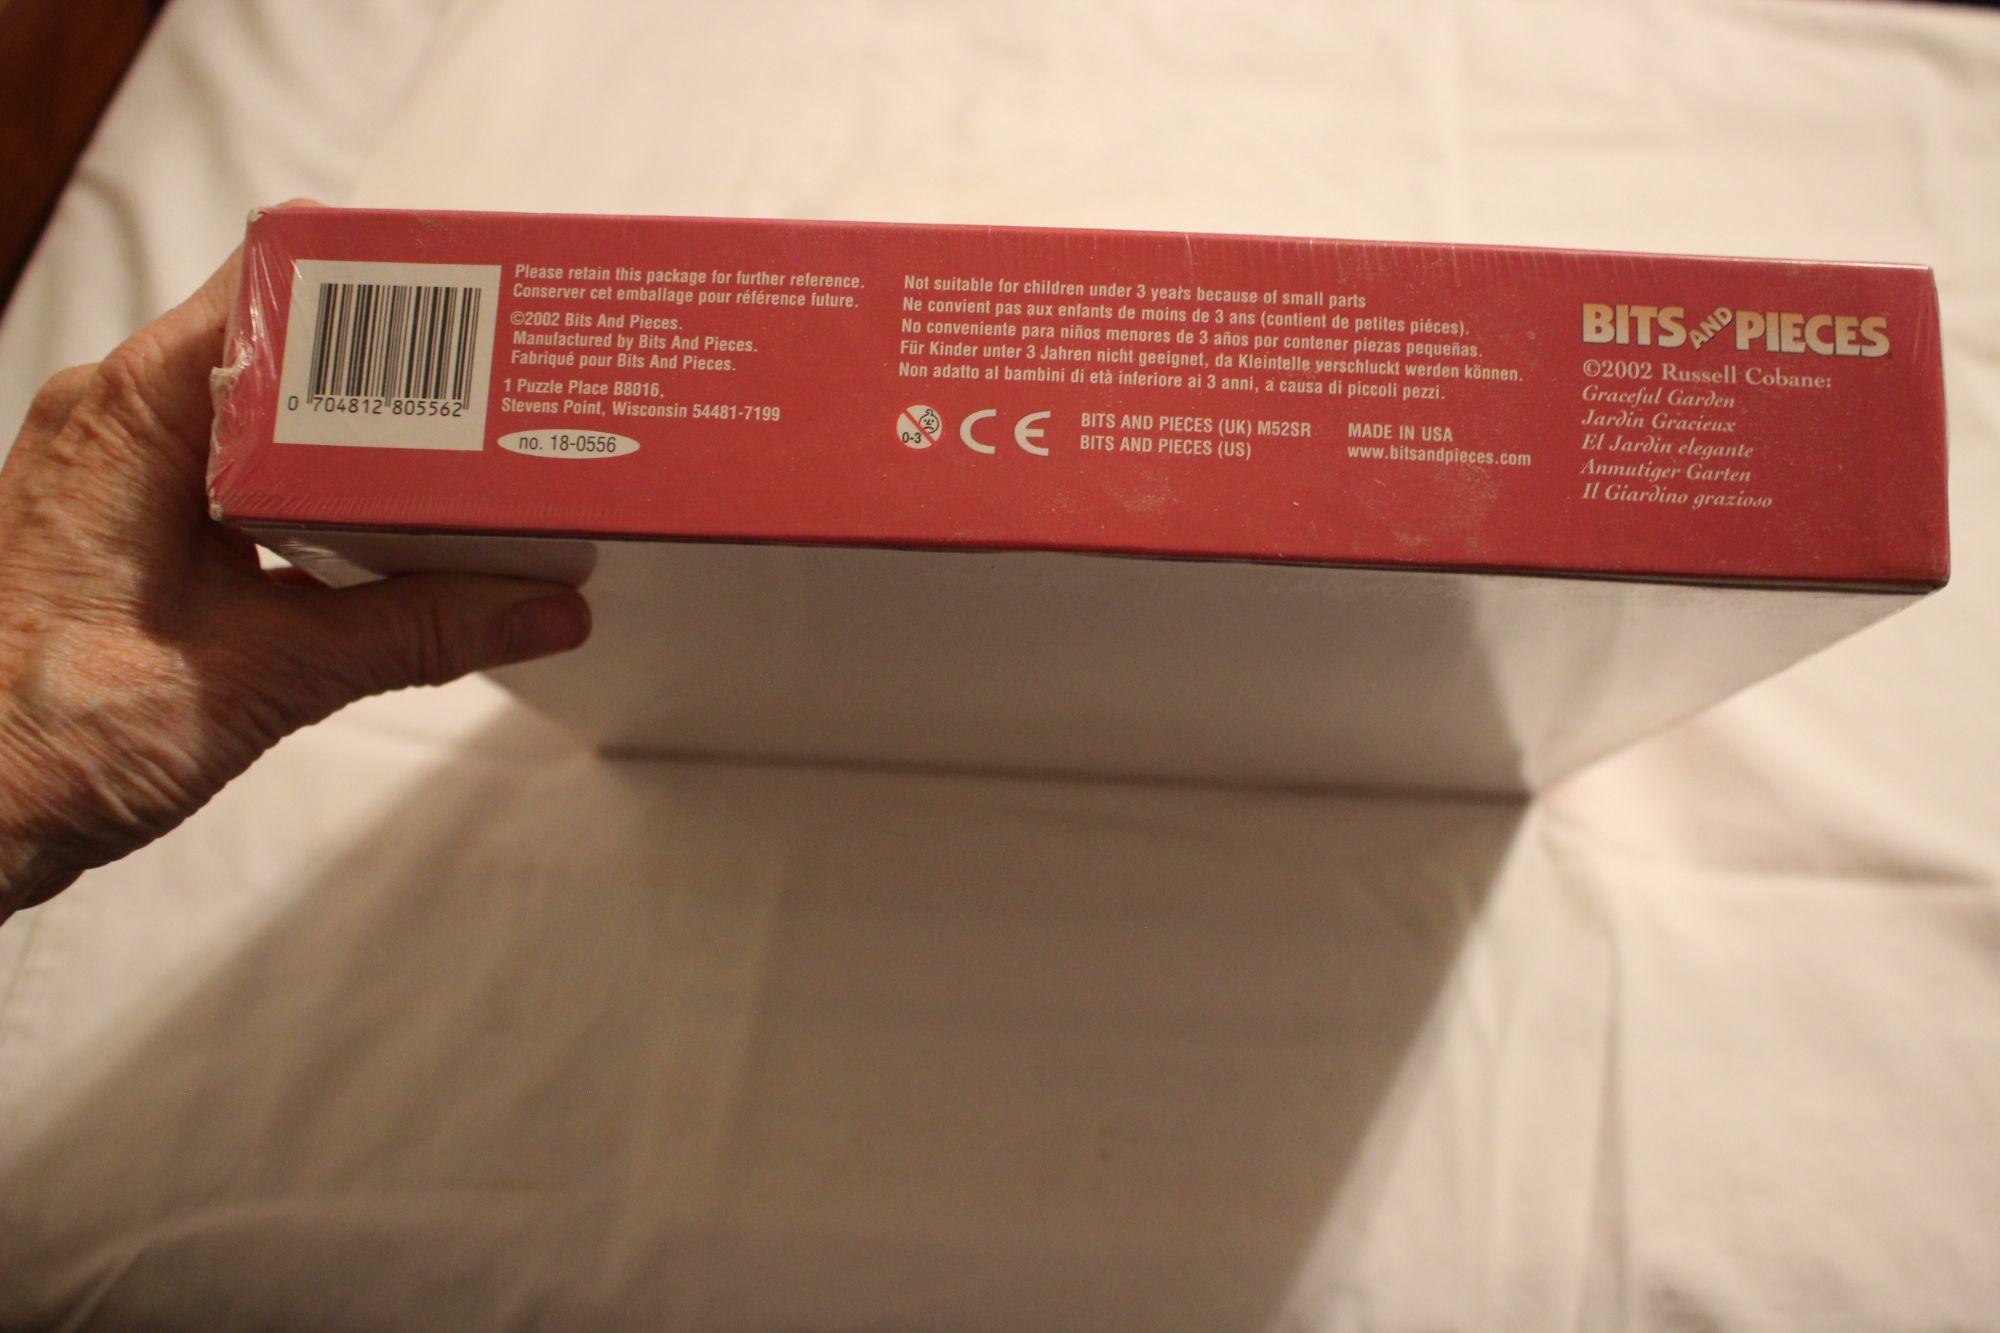 0 704812 805562
Please retain this package for further reference.
Conserver cet emballage pour référence future.
©2002 Bits And Pieces.
Manufactured by Bits And Pieces.
Fabriqué pour Bits And Pieces.
1 Puzzle Place B8016,
Stevens Point, Wisconsin 54481-7199
no. 18-0556
Not suitable for children under 3 years because of small parts
Ne convient pas aux enfants de moins de 3 ans (contient de petites piéces).
No conveniente para niños menores de 3 años por contener piezas pequeñas.
Für Kinder unter 3 Jahren nicht geeignet, da Kleintelle verschluckt werden können.
Non adatto al bambini di età inferiore ai 3 anni, a causa di piccoli pezzi.
0-3
CE
BITS AND PIECES (UK) M52SR
BITS AND PIECES (US)
MADE IN USA
www.bitsandpieces.com
BITS AND PIECES
©2002 Russell Cobane:
Graceful Garden
Jardin Gracieux
El Jardin elegante
Anmutiger Garten
Il Giardino grazioso